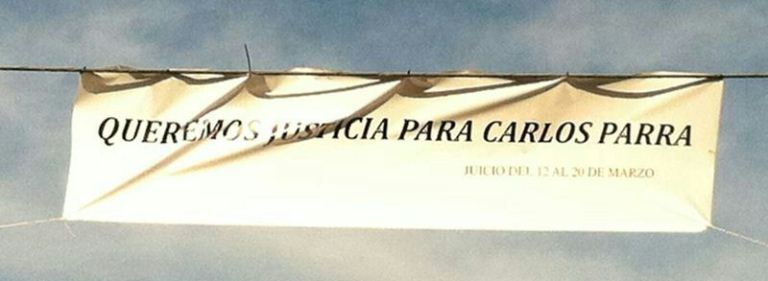 QUEREMOS JUSTICIA PARA CARLOS PARRA
JUICIO DEL 12 AL 20 DE MARZO